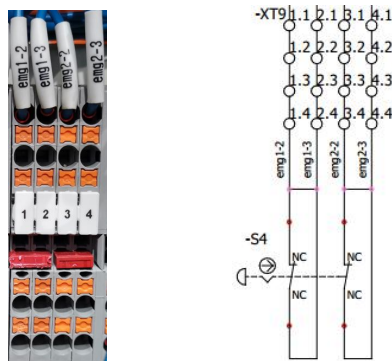 emg1-2 emg1-3 emg2-2 emg2-3
1 2 3 4
-XT9 1.1 2.1 3.1 4.1
1.2 2.2 3.2 4.2
1.3 2.3 3.3 4.3
1.4 2.4 3.4 4.4
emg1-2 emg1-3 emg2-2 emg2-3
-S4
NC NC
NC NC